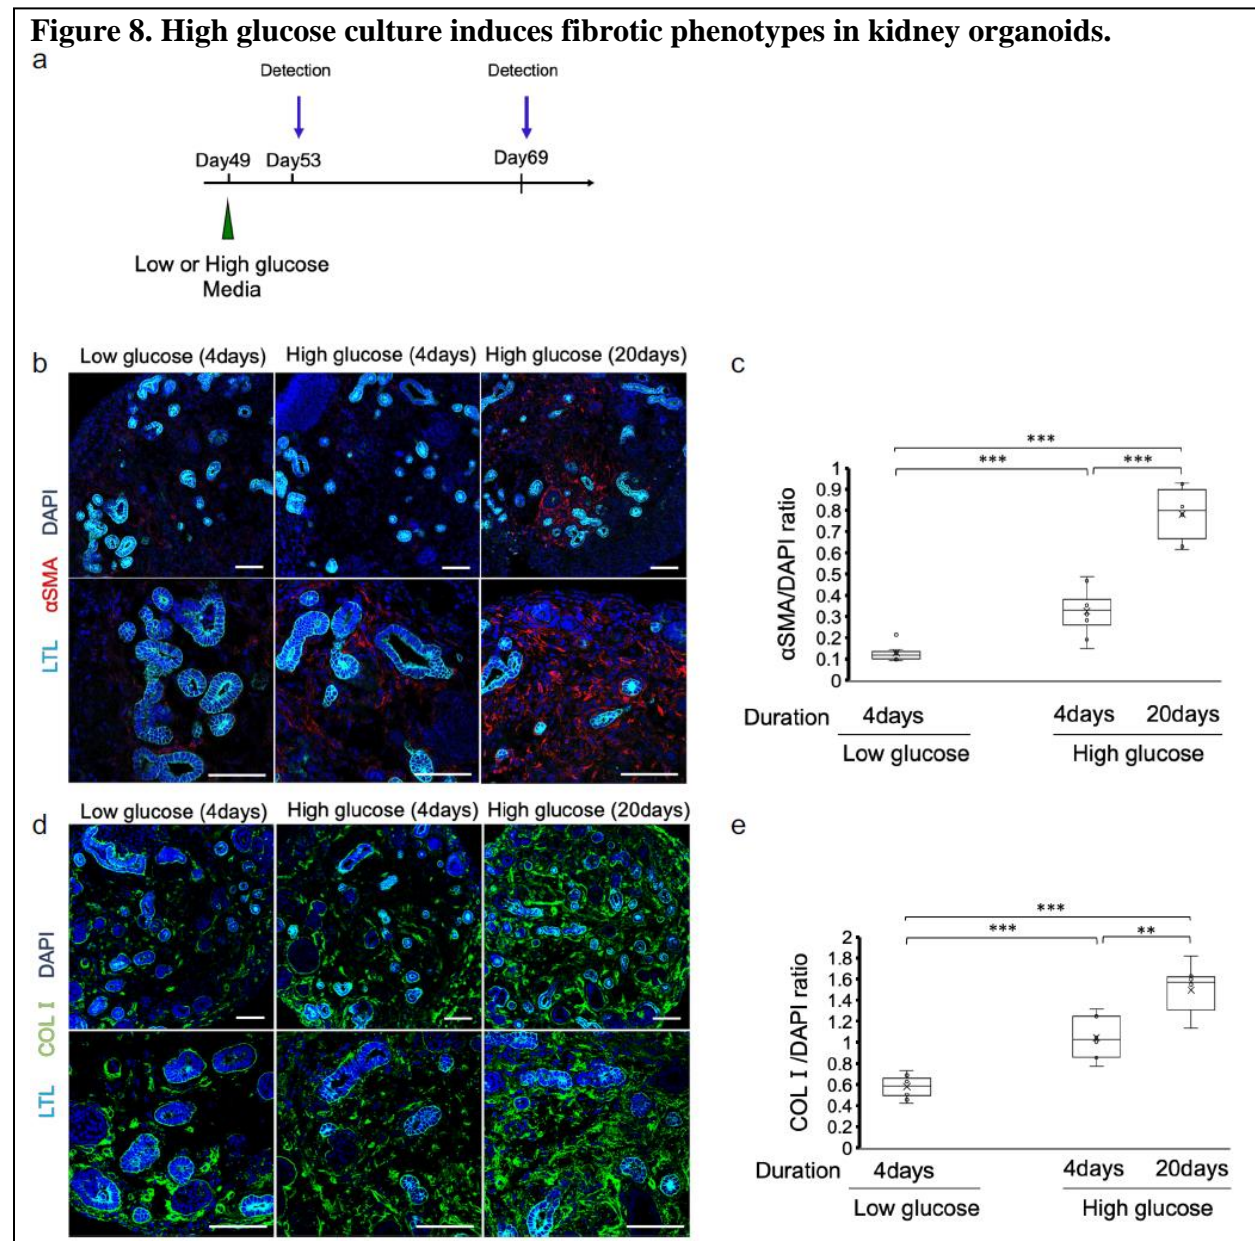 Figure 8. High glucose culture induces fibrotic phenotypes in kidney organoids.
a
Detection Detection
Day49 Day53 Day69
Low or High glucose
Media
b
Low glucose (4days) High glucose (4days) High glucose (20days)
LTL αSMA DAPI
c
*** 
*** ***
αSMA/DAPI ratio
1
0.9
0.8
0.7
0.6
0.5
0.4
0.3
0.2
0.1
0
Duration 4days 4days 20days
Low glucose High glucose
d
Low glucose (4days) High glucose (4days) High glucose (20days)
LTL COL I DAPI
e
***
*** **
COL I/DAPI ratio
2
1.8
1.6
1.4
1.2
1
0.8
0.6
0.4
0.2
0
Duration 4days 4days 20days
Low glucose High glucose